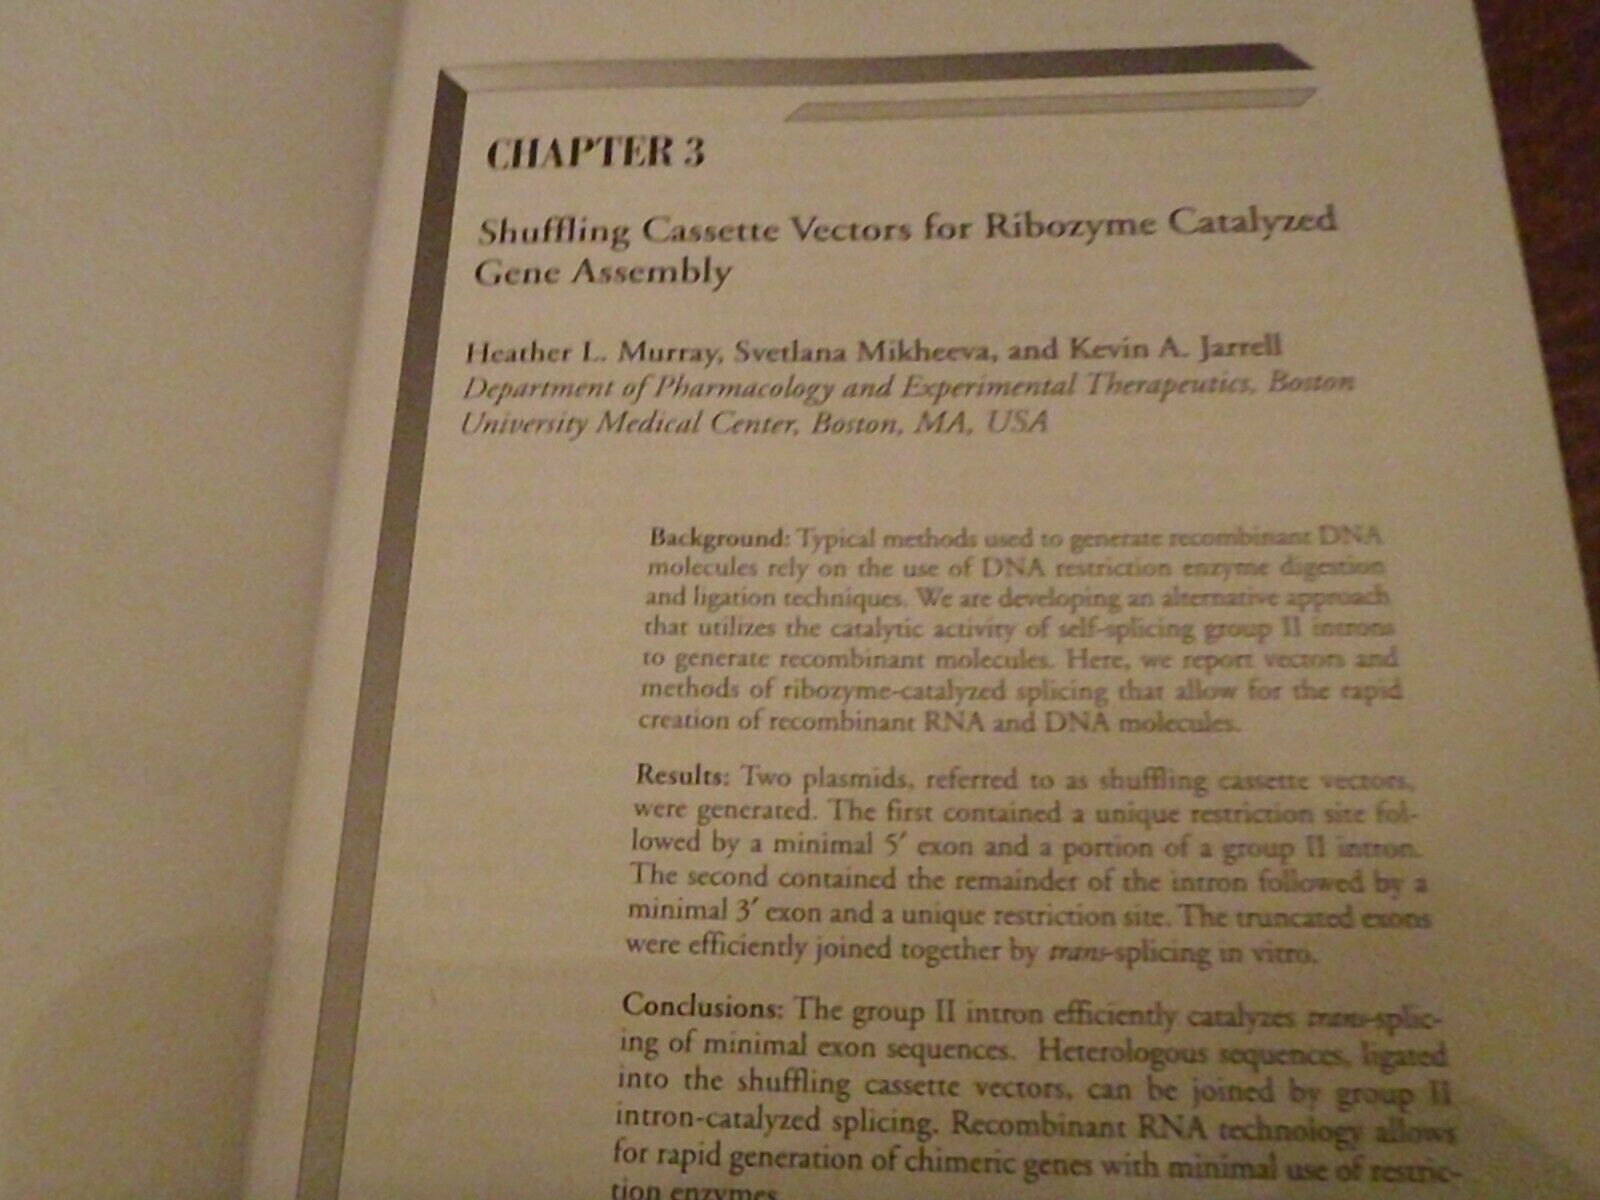 CHAPTER 3
Shuffling Cassette Vectors for Ribozyme Catalyzed
Gene Assembly
Heather L. Murray, Svetlana Mikheeva, and Kevin A. Jarrell
Department of Pharmacology and Experimental Therapeutics, Boston
University Medical Center, Boston, MA, USA
Background: Typical methods used to generate recombinant DNA
molecules rely on the use of DNA restriction enzyme digestion
and ligation techniques. We are developing an alternative approach
that utilizes the catalytic activity of self-splicing group II introns
to generate recombinant molecules. Here, we report vectors and
methods of ribozyme-catalyzed splicing that allow for the rapid
creation of recombinant RNA and DNA molecules.
Results: Two plasmids, referred to as shuffling cassette vectors,
were generated. The first contained a unique restriction site fol-
lowed by a minimal 5′ exon and a portion of a group II intron.
The second contained the remainder of the intron followed by a
minimal 3′ exon and a unique restriction site. The truncated exons
were efficiently joined together by trans-splicing in vitro.
Conclusions: The group II intron efficiently catalyzes trans-splic-
ing of minimal exon sequences. Heterologous sequences, ligated
into the shuffling cassette vectors, can be joined by group II
intron-catalyzed splicing. Recombinant RNA technology allows
for rapid generation of chimeric genes with minimal use of restric-
tion enzymes.